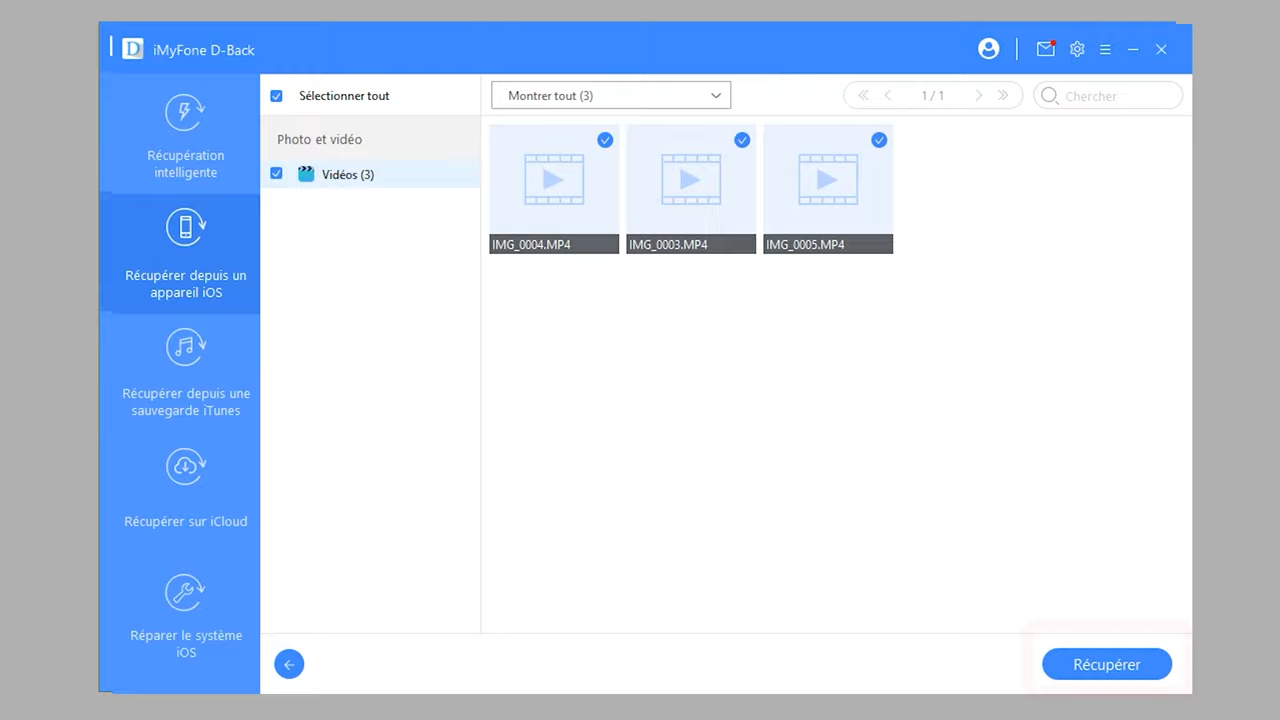 D iMyFone D-Back
Récupération
intelligente
Récupérer depuis un
appareil iOS
Récupérer depuis une
sauvegarde iTunes
Récupérer sur iCloud
Réparer le système
iOS
Sélectionner tout
Photo et vidéo
Vidéos (3)
Montrer tout (3)
1 / 1
Chercher
IMG_0004.MP4
IMG_0003.MP4
IMG_0005.MP4
Récupérer